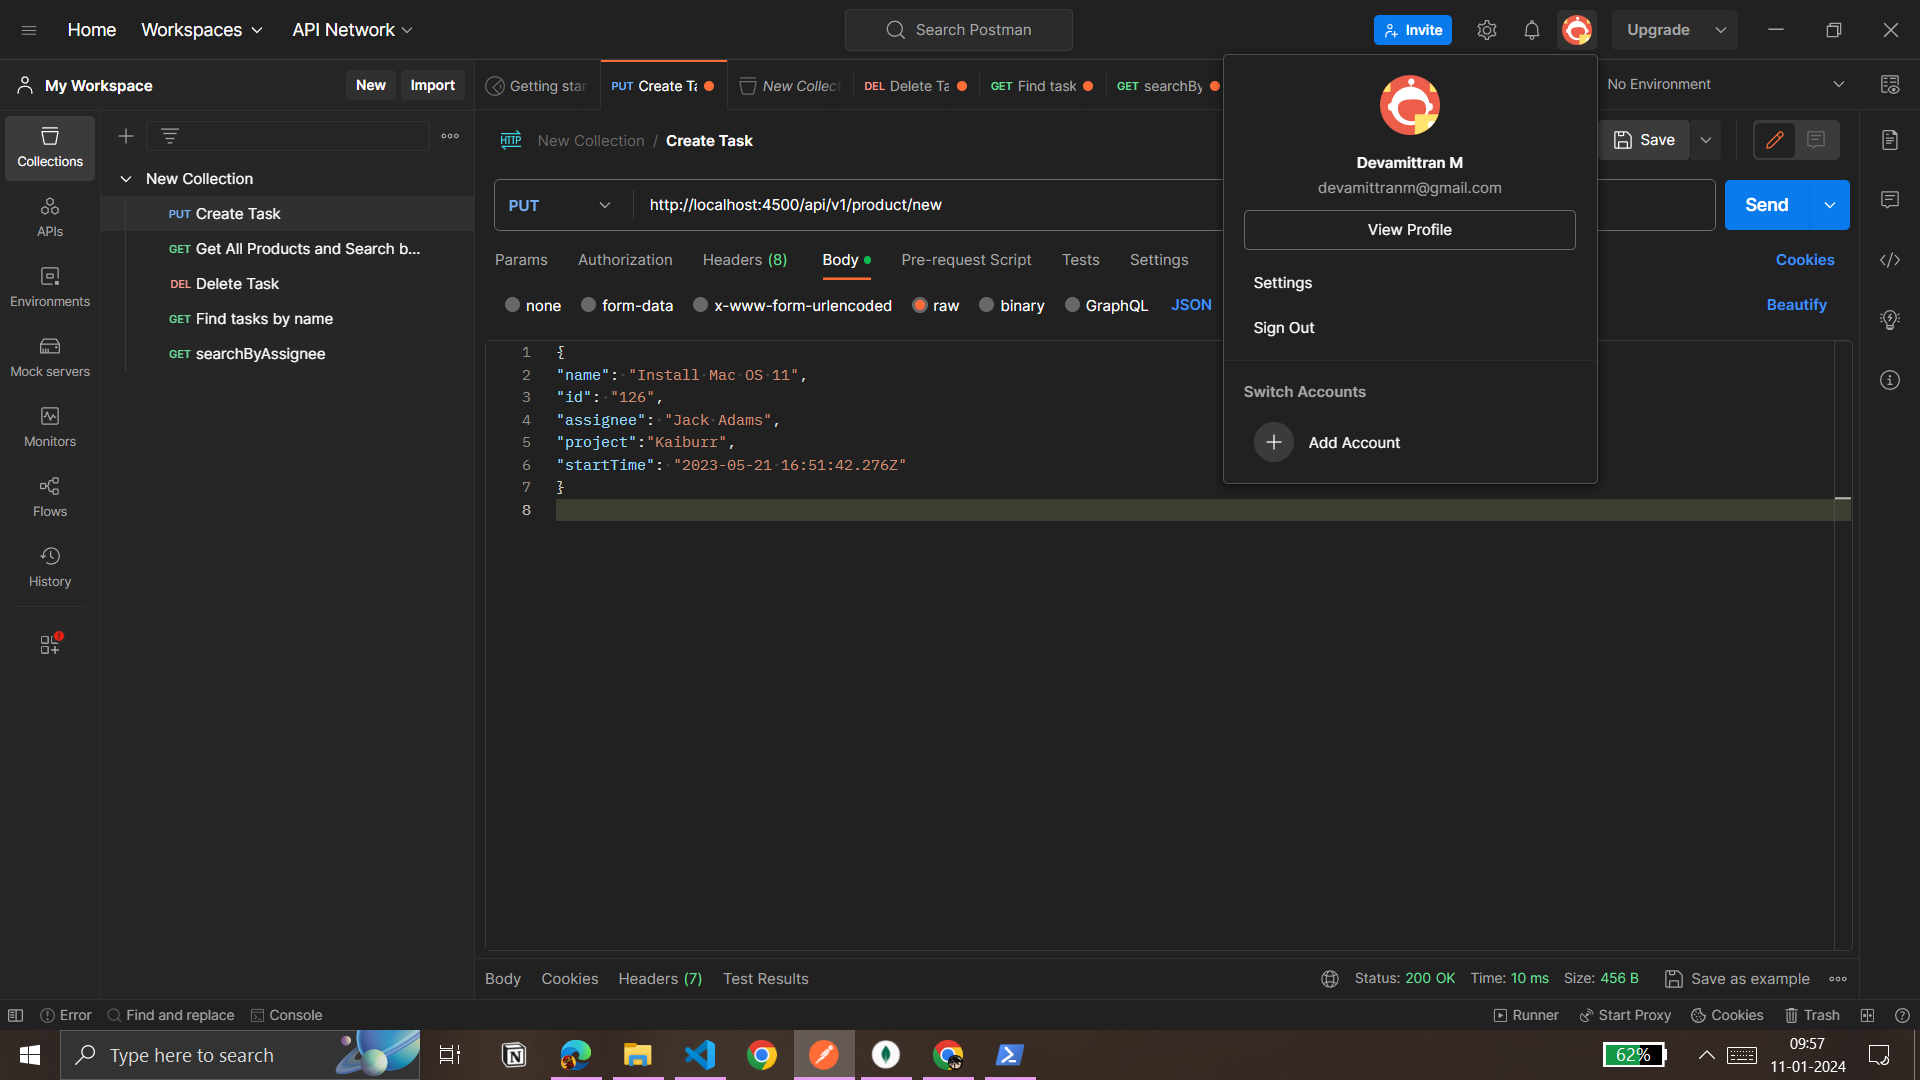 Home Workspaces API Network Search Postman Invite Upgrade
My Workspace New Import
Getting star PUT Create Ta New Collect DEL Delete Ta GET Find task GET searchBy No Environment
Collections
APIs
Environments
Mock servers
Monitors
Flows
History
New Collection
PUT Create Task
GET Get All Products and Search b...
DEL Delete Task
GET Find tasks by name
GET searchByAssignee
HTTP New Collection / Create Task Save
PUT http://localhost:4500/api/v1/product/new Send
Params Authorization Headers (8) Body Pre-request Script Tests Settings Cookies
none form-data x-www-form-urlencoded raw binary GraphQL JSON Beautify
1 {
2 "name": "Install Mac OS 11",
3 "id": "126",
4 "assignee": "Jack Adams",
5 "project":"Kaiburr",
6 "startTime": "2023-05-21 16:51:42.276Z"
7 }
8
Devamittran M
devamittranm@gmail.com
View Profile
Settings
Sign Out
Switch Accounts
Add Account
Body Cookies Headers (7) Test Results Status: 200 OK Time: 10 ms Size: 456 B Save as example
Error Find and replace Console Runner Start Proxy Cookies Trash
Type here to search 62% 09:57
11-01-2024